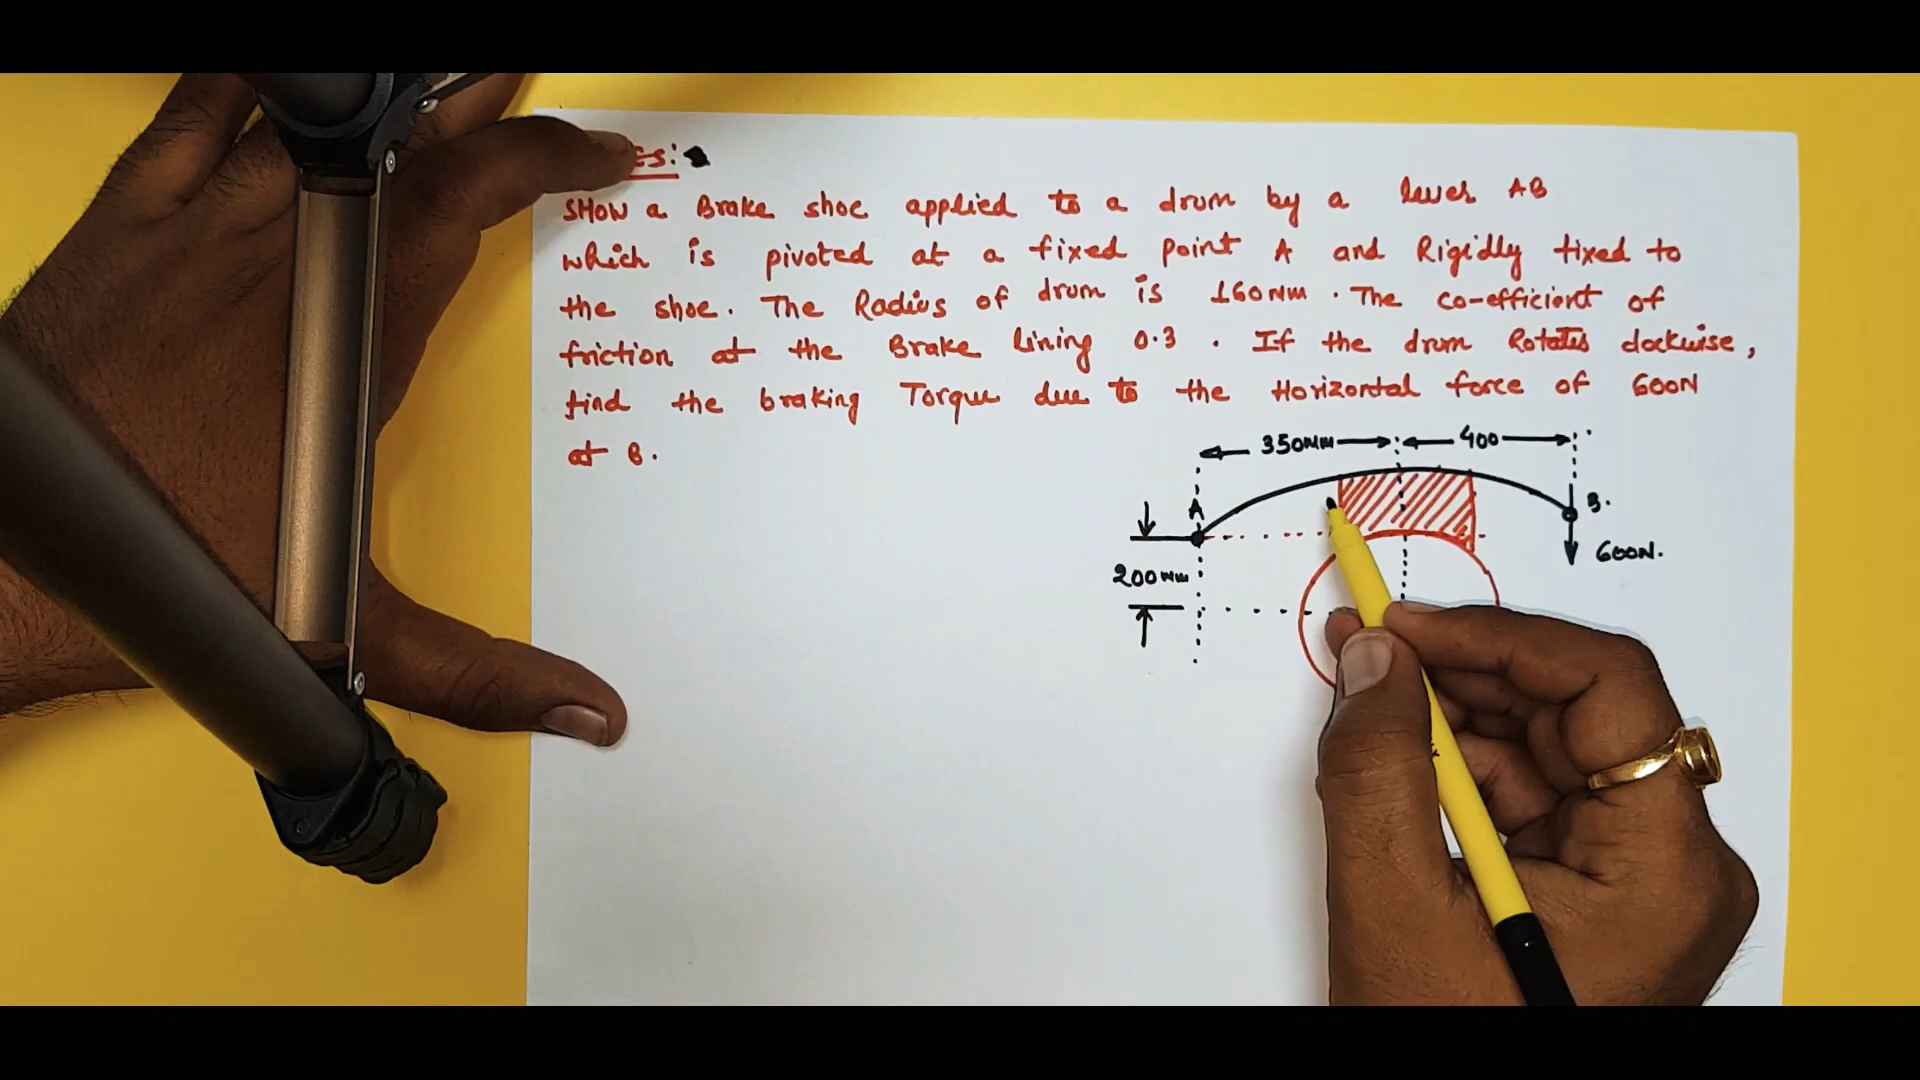 SHOW a Brake shoe applied to a drum by a lever AB
which is pivoted at a fixed point A and Rigidly fixed to
the shoe. The Radius of drum is 160mm. The co-efficient of
friction at the Brake lining 0.3. If the drum Rotates clockwise,
find the braking Torque due to the Horizontal force of 600N
at B.
350mm 400
A B.
200mm 600N.